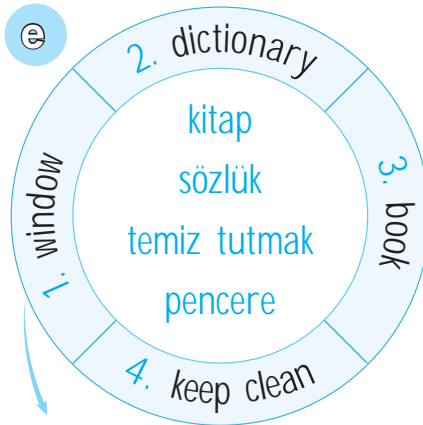 e
1. window
2. dictionary
3. book
4. keep clean
kitap
sözlük
temiz tutmak
pencere